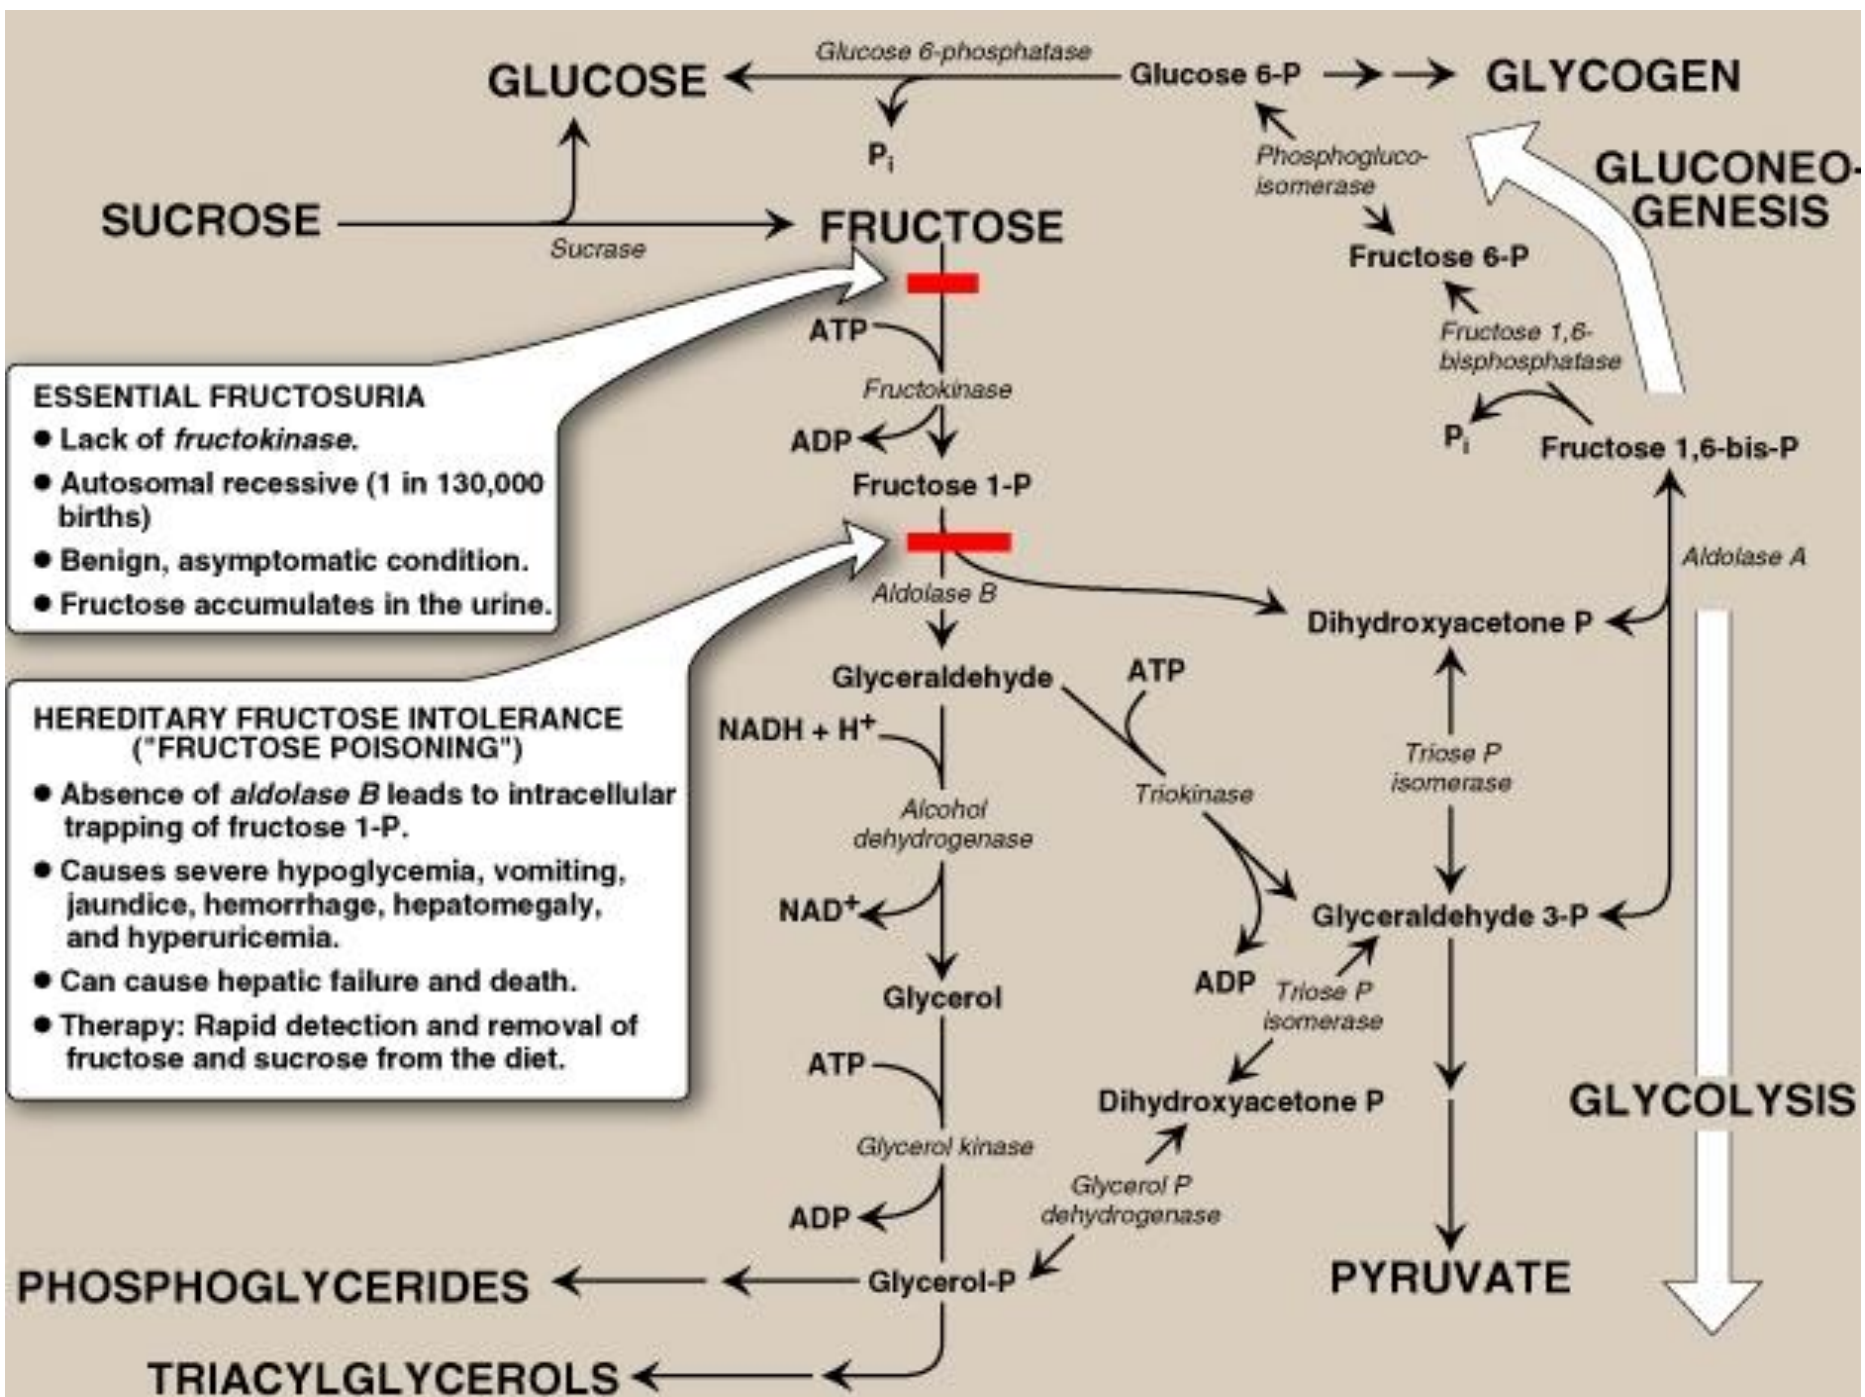 Glucose 6-phosphatase
GLUCOSE
Glucose 6-P
GLYCOGEN
Pi
Phosphogluco-
isomerase
GLUCONEO-
GENESIS
SUCROSE
Sucrase
FRUCTOSE
Fructose 6-P
ATP
Fructokinase
ADP
Fructose 1,6-
bisphosphatase
Pi
Fructose 1,6-bis-P
ESSENTIAL FRUCTOSURIA
● Lack of fructokinase.
● Autosomal recessive (1 in 130,000
births)
● Benign, asymptomatic condition.
● Fructose accumulates in the urine.
Fructose 1-P
Aldolase B
Aldolase A
Dihydroxyacetone P
Glyceraldehyde
ATP
HEREDITARY FRUCTOSE INTOLERANCE
("FRUCTOSE POISONING")
● Absence of aldolase B leads to intracellular
trapping of fructose 1-P.
● Causes severe hypoglycemia, vomiting,
jaundice, hemorrhage, hepatomegaly,
and hyperuricemia.
● Can cause hepatic failure and death.
● Therapy: Rapid detection and removal of
fructose and sucrose from the diet.
NADH + H+
Alcohol
dehydrogenase
NAD+
Triokinase
Triose P
isomerase
Glyceraldehyde 3-P
ADP
Triose P
isomerase
Glycerol
ATP
Dihydroxyacetone P
GLYCOLYSIS
Glycerol kinase
ADP
Glycerol P
dehydrogenase
PHOSPHOGLYCERIDES
Glycerol-P
PYRUVATE
TRIACYLGLYCEROLS